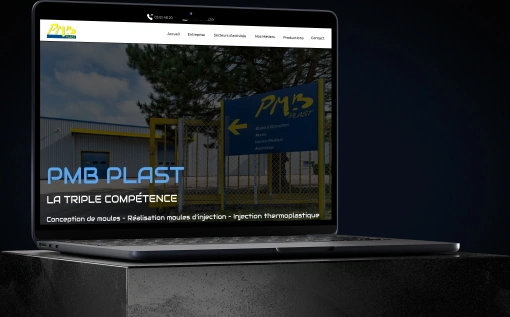 PMB
PLAST
Accueil Entreprise Secteurs d'activités Nos Métiers Productions Contact
PMB
PLAST
PMB PLAST
LA TRIPLE COMPÉTENCE
Conception de moules - Réalisation moules d'injection - Injection thermoplastique